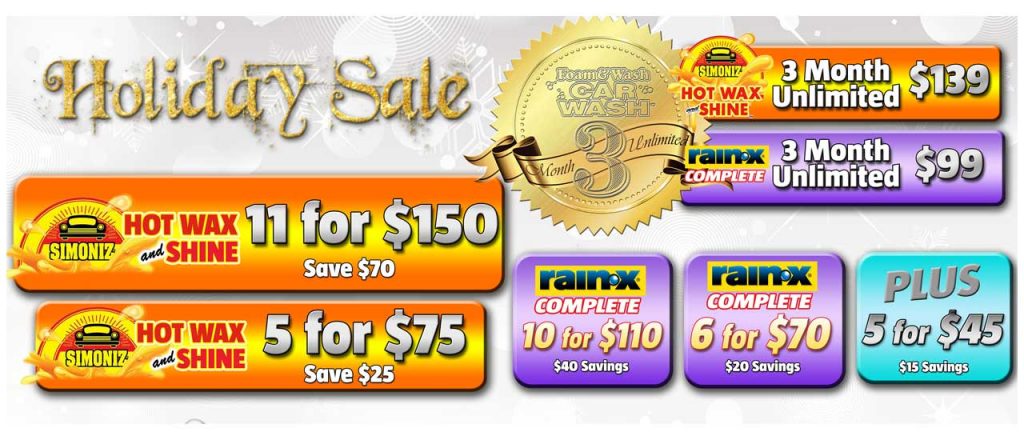 Holiday Sale
Foam & Wash
CAR
WASH
3
Month
Unlimited
SIMONIZ
HOT WAX
and SHINE
3 Month
Unlimited
$139
rain•x
COMPLETE
3 Month
Unlimited
$99
SIMONIZ
HOT WAX
and SHINE
11 for $150
Save $70
SIMONIZ
HOT WAX
and SHINE
5 for $75
Save $25
rain•x
COMPLETE
10 for $110
$40 Savings
rain•x
COMPLETE
6 for $70
$20 Savings
PLUS
5 for $45
$15 Savings